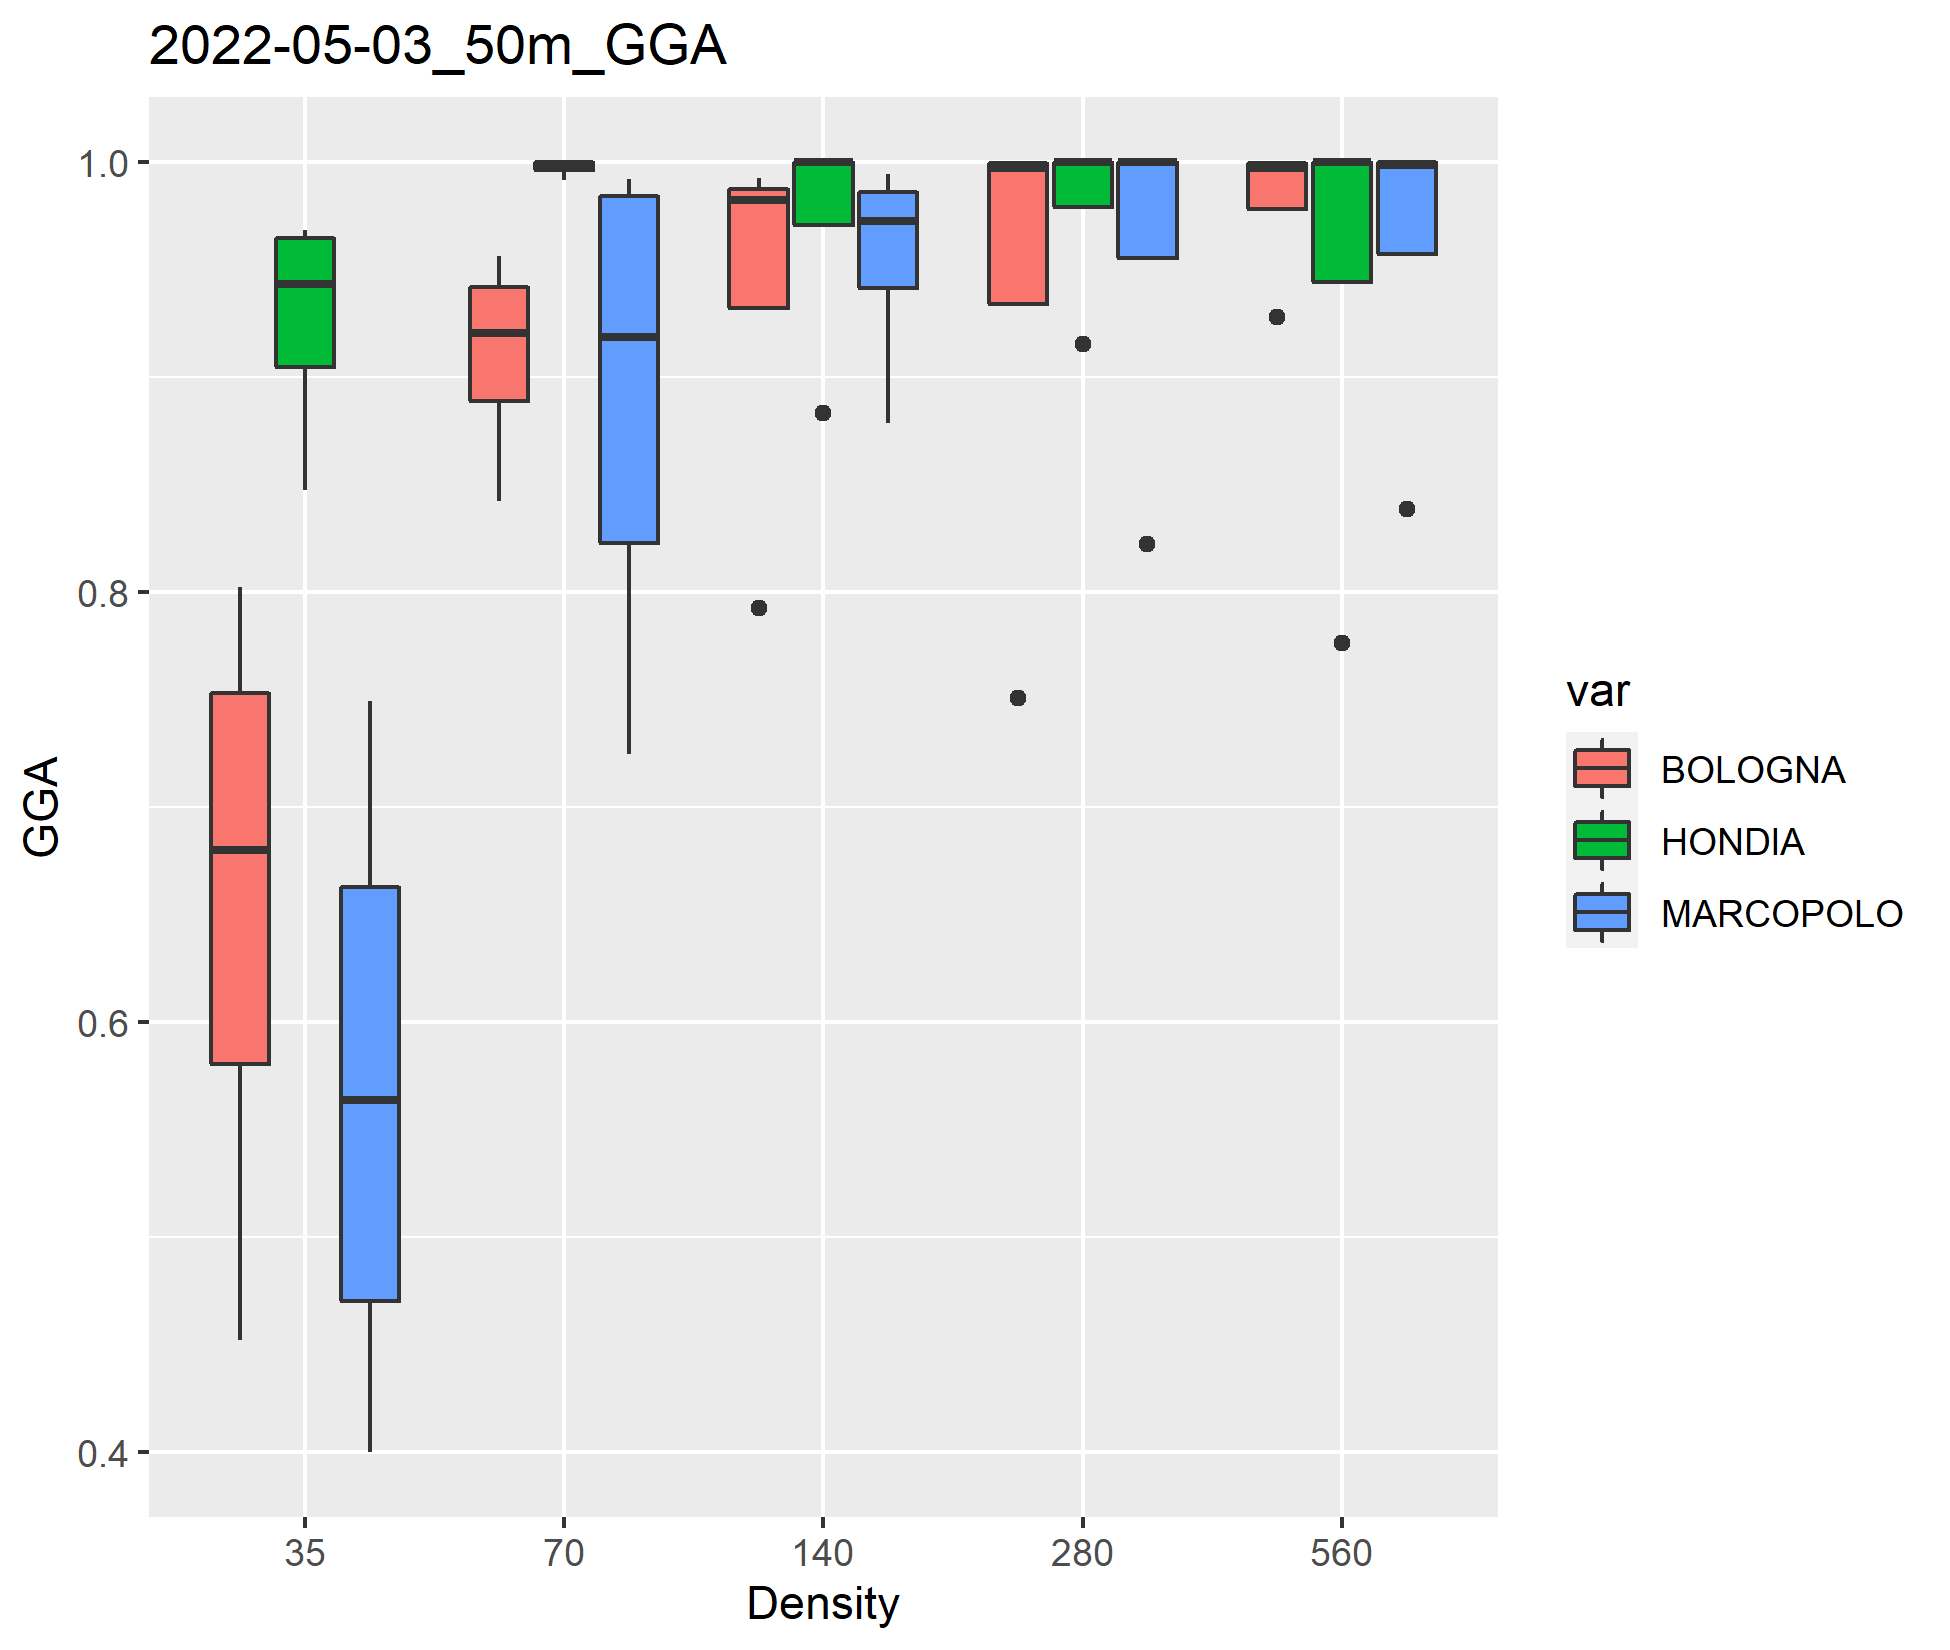 2022-05-03_50m_GGA
1.0
0.8
0.6
0.4
GGA
35 70 140 280 560
Density
var
BOLOGNA
HONDIA
MARCOPOLO